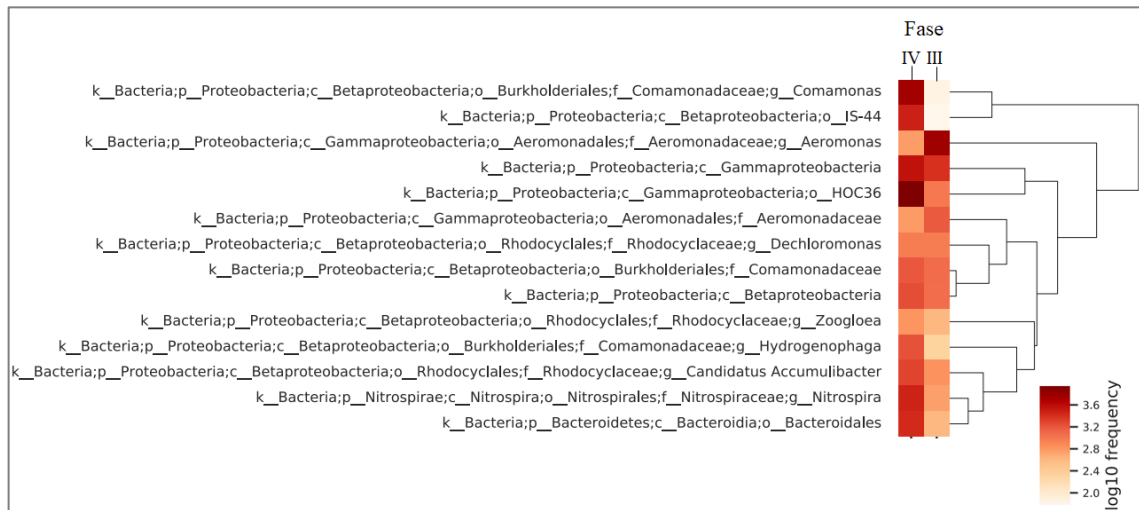 Fase
IV III
k__Bacteria;p__Proteobacteria;c__Betaproteobacteria;o__Burkholderiales;f__Comamonadaceae;g__Comamonas
k__Bacteria;p__Proteobacteria;c__Betaproteobacteria;o__IS-44
k__Bacteria;p__Proteobacteria;c__Gammaproteobacteria;o__Aeromonadales;f__Aeromonadaceae;g__Aeromonas
k__Bacteria;p__Proteobacteria;c__Gammaproteobacteria
k__Bacteria;p__Proteobacteria;c__Gammaproteobacteria;o__HOC36
k__Bacteria;p__Proteobacteria;c__Gammaproteobacteria;o__Aeromonadales;f__Aeromonadaceae
k__Bacteria;p__Proteobacteria;c__Betaproteobacteria;o__Rhodocyclales;f__Rhodocyclaceae;g__Dechloromonas
k__Bacteria;p__Proteobacteria;c__Betaproteobacteria;o__Burkholderiales;f__Comamonadaceae
k__Bacteria;p__Proteobacteria;c__Betaproteobacteria
k__Bacteria;p__Proteobacteria;c__Betaproteobacteria;o__Rhodocyclales;f__Rhodocyclaceae;g__Zoogloea
k__Bacteria;p__Proteobacteria;c__Betaproteobacteria;o__Burkholderiales;f__Comamonadaceae;g__Hydrogenophaga
k__Bacteria;p__Proteobacteria;c__Betaproteobacteria;o__Rhodocyclales;f__Rhodocyclaceae;g__Candidatus Accumulibacter
k__Bacteria;p__Nitrospirae;c__Nitrospira;o__Nitrospirales;f__Nitrospiraceae;g__Nitrospira
k__Bacteria;p__Bacteroidetes;c__Bacteroidia;o__Bacteroidales
3.6
3.2
2.8
2.4
2.0
log10 frequency